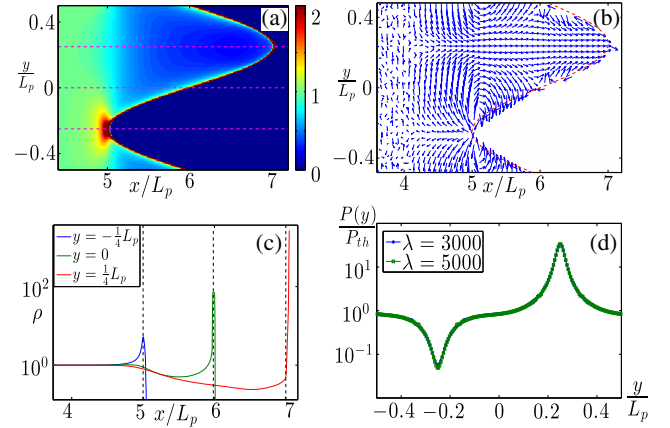 (a) 2 (b)
0.4 0.4
y/L_p 0 1 y/L_p 0
-0.4 0 -0.4
5 x/L_p 6 7 4 5 x/L_p 6 7
(c) P(y)/P_th (d)
y = -1/4 L_p λ = 3000
y = 0 λ = 5000
y = 1/4 L_p
10^2 10^1
ρ 10^0
10^0 10^-1
4 5 x/L_p 6 7 -0.4 -0.2 0 0.2 0.4 y/L_p